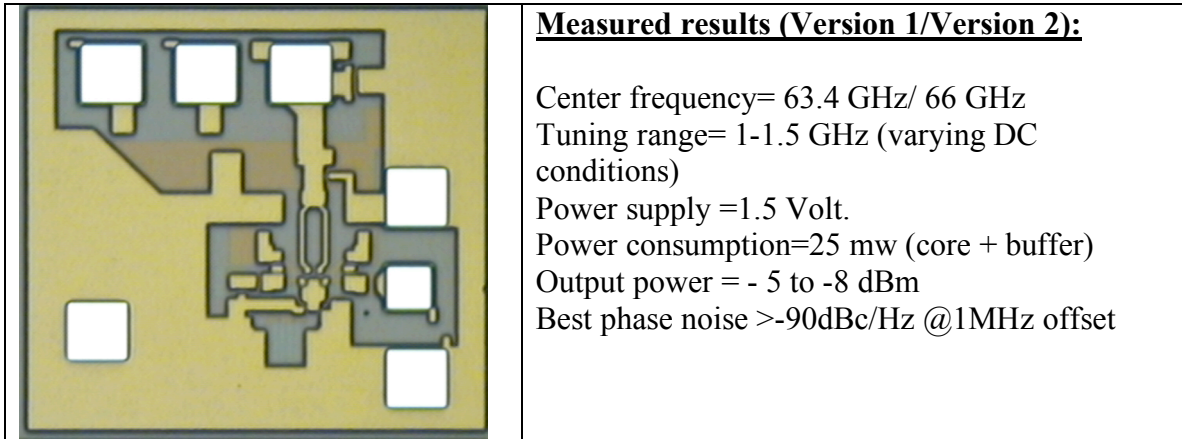 Measured results (Version 1/Version 2):
Center frequency= 63.4 GHz/ 66 GHz
Tuning range= 1-1.5 GHz (varying DC
conditions)
Power supply =1.5 Volt.
Power consumption=25 mw (core + buffer)
Output power = - 5 to -8 dBm
Best phase noise >-90dBc/Hz @1MHz offset